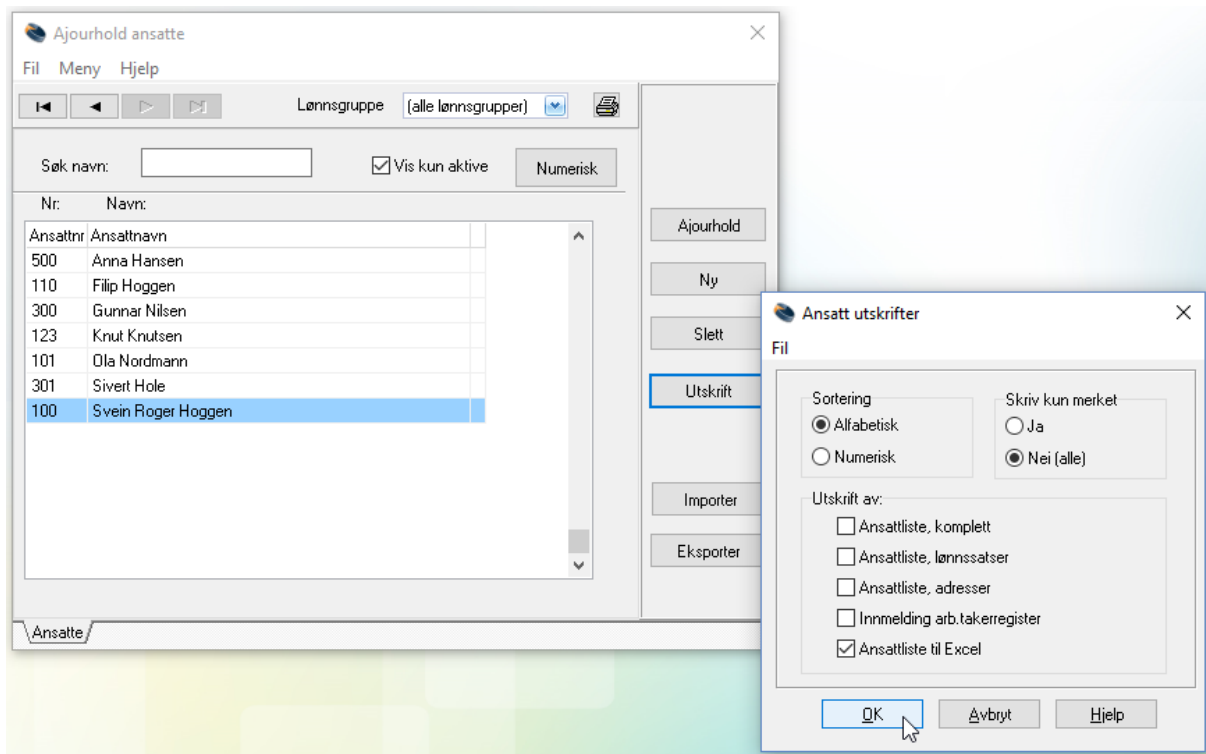 Ajourhold ansatte
Fil Meny Hjelp
Lønnsgruppe (alle lønnsgrupper)
Søk navn: Vis kun aktive Numerisk
Nr: Navn:
Ansattnr Ansattnavn
500 Anna Hansen
110 Filip Hoggen
300 Gunnar Nilsen
123 Knut Knutsen
101 Ola Nordmann
301 Sivert Hole
100 Svein Roger Hoggen
Ansatte
Ajourhold
Ny
Slett
Utskrift
Importer
Eksporter
Ansatt utskrifter
Fil
Sortering
Alfabetisk
Numerisk
Skriv kun merket
Ja
Nei (alle)
Utskrift av:
Ansattliste, komplett
Ansattliste, lønnssatser
Ansattliste, adresser
Innmelding arb.takerregister
Ansattliste til Excel
OK Avbryt Hjelp